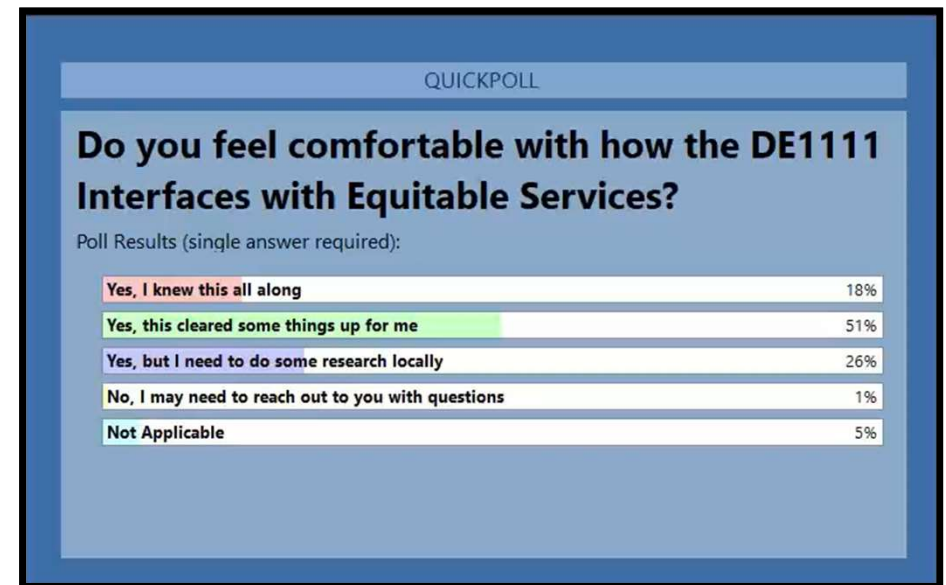 QUICKPOLL
Do you feel comfortable with how the DE1111
Interfaces with Equitable Services?
Poll Results (single answer required):
Yes, I knew this all along 18%
Yes, this cleared some things up for me 51%
Yes, but I need to do some research locally 26%
No, I may need to reach out to you with questions 1%
Not Applicable 5%